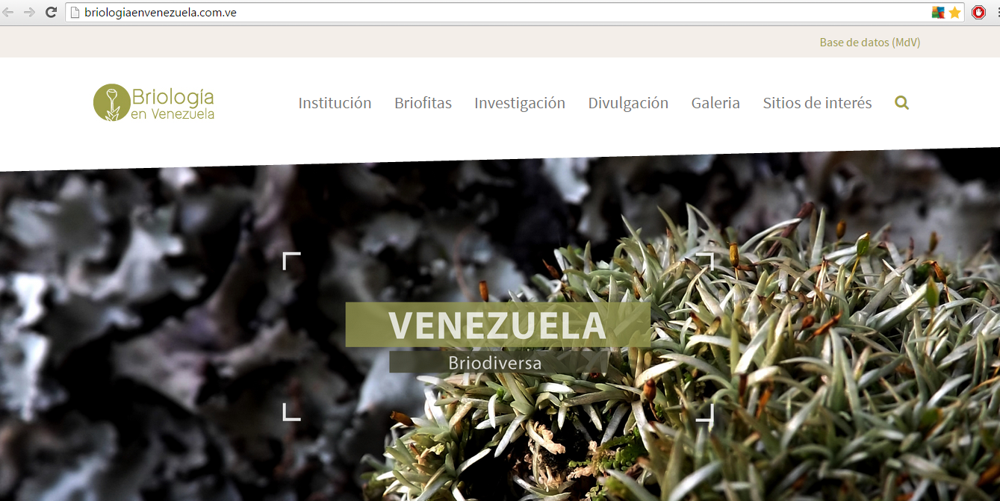 briologiaenvenezuela.com.ve
Base de datos (MdV)
Briología
en Venezuela
Institución Briofitas Investigación Divulgación Galeria Sitios de interés
VENEZUELA
Briodiversa